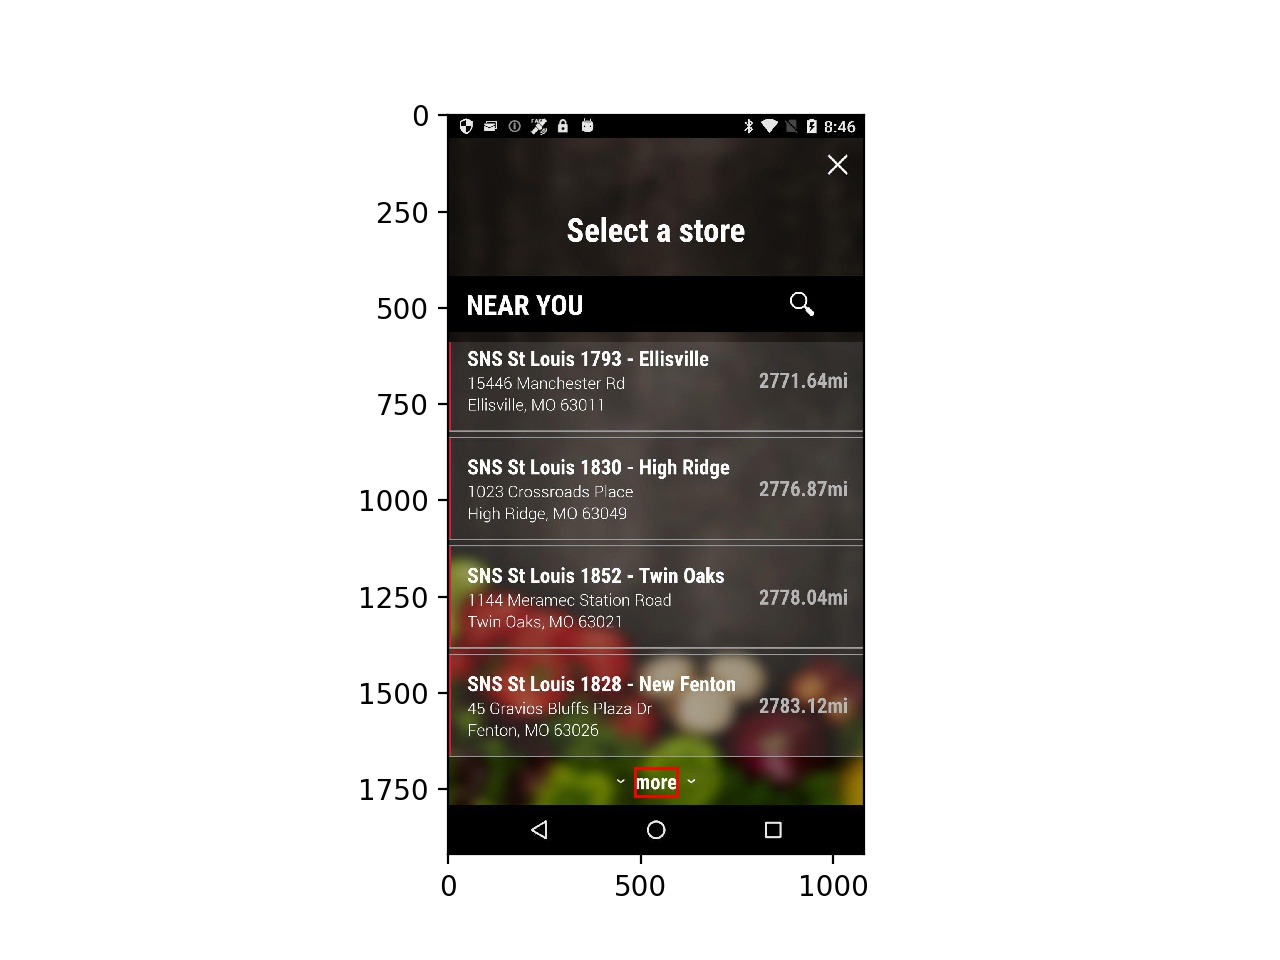 0
250
500
750
1000
1250
1500
1750
8:46
Select a store
NEAR YOU
SNS St Louis 1793 - Ellisville
15446 Manchester Rd
Ellisville, MO 63011
2771.64mi
SNS St Louis 1830 - High Ridge
1023 Crossroads Place
High Ridge, MO 63049
2776.87mi
SNS St Louis 1852 - Twin Oaks
1144 Meramec Station Road
Twin Oaks, MO 63021
2778.04mi
SNS St Louis 1828 - New Fenton
45 Gravios Bluffs Plaza Dr
Fenton, MO 63026
2783.12mi
more
0
500
1000